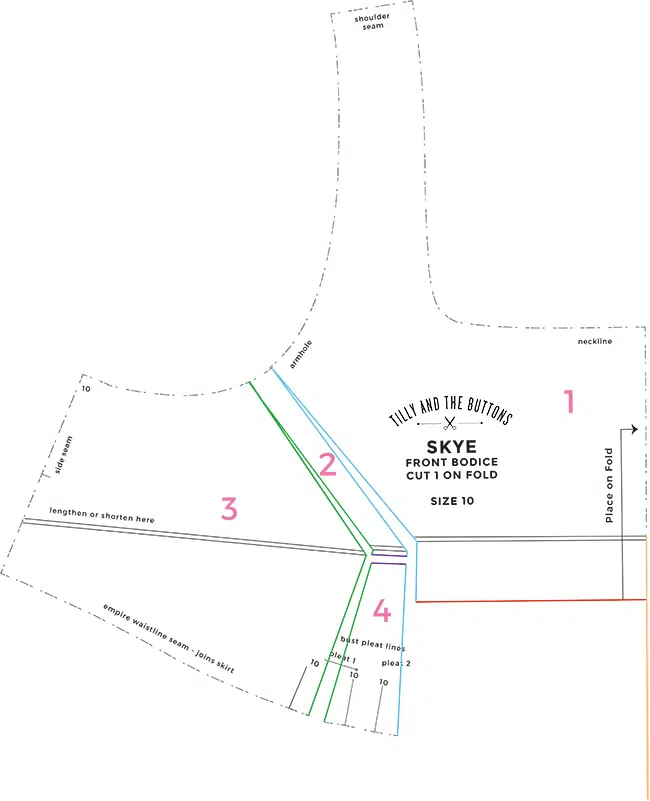 shoulder
seam
neckline
armhole
10
side seam
1
TILLY AND THE BUTTONS
SKYE
FRONT BODICE
CUT 1 ON FOLD
SIZE 10
Place on Fold
2
3
lengthen or shorten here
4
empire waistline seam - joins skirt
bust pleat lines
pleat 1
pleat 2
10
10
10